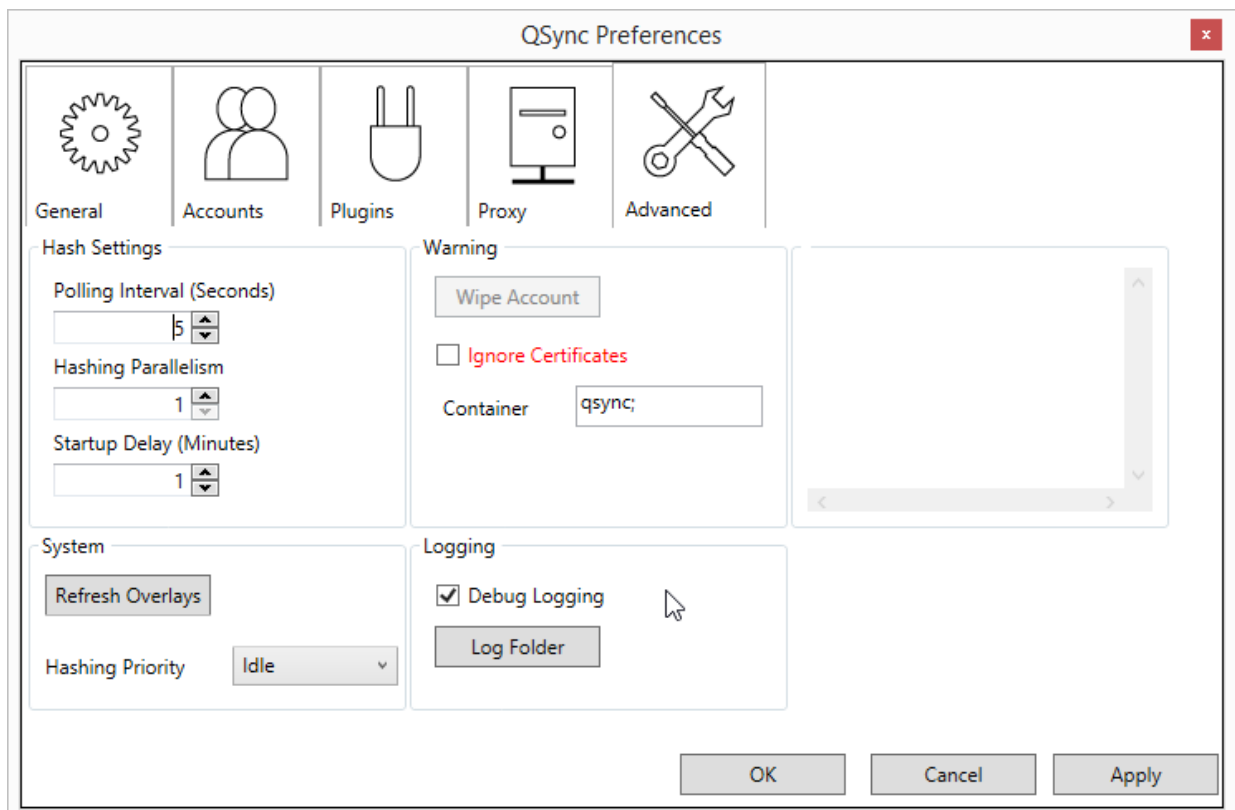 QSync Preferences
x
General
Accounts
Plugins
Proxy
Advanced
Hash Settings
Polling Interval (Seconds)
5
Hashing Parallelism
1
Startup Delay (Minutes)
1
Warning
Wipe Account
Ignore Certificates
Container
qsync;
System
Refresh Overlays
Hashing Priority
Idle
Logging
Debug Logging
Log Folder
OK
Cancel
Apply